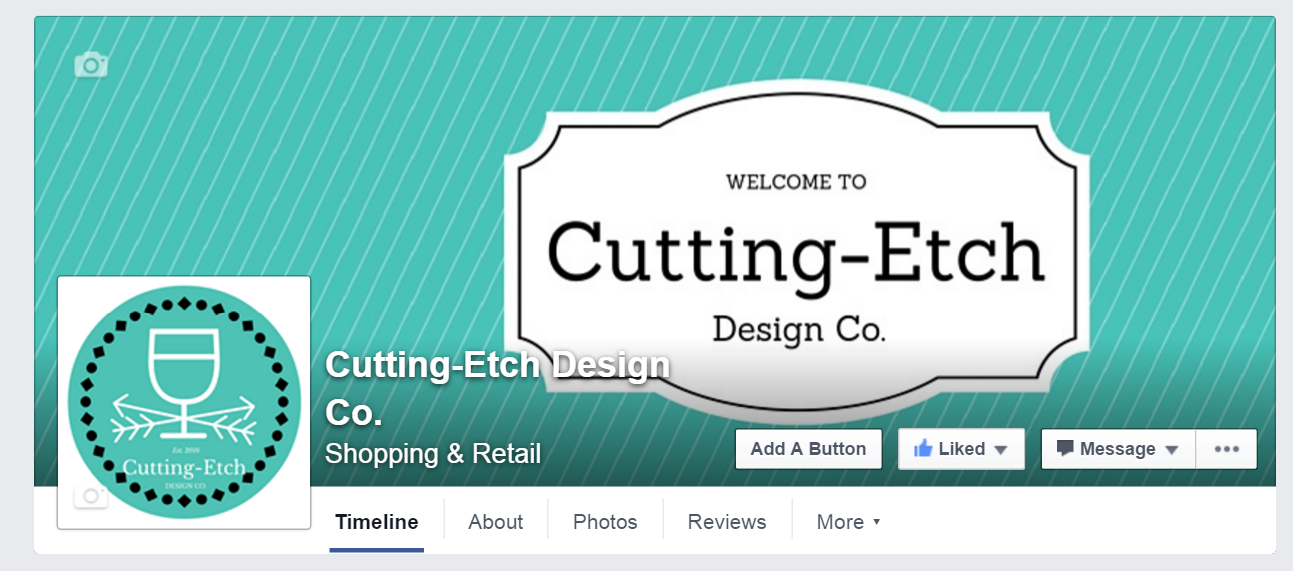 WELCOME TO
Cutting-Etch
Design Co.
Cutting-Etch Design
Co.
Shopping & Retail
Est.
Cutting-Etch
DESIGN CO.
Add A Button
Liked
Message
Timeline
About
Photos
Reviews
More